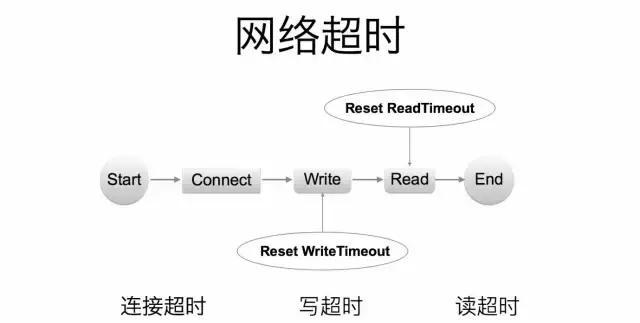 网络超时
Reset ReadTimeout
Start
Connect
Write
Read
End
Reset WriteTimeout
连接超时
写超时
读超时